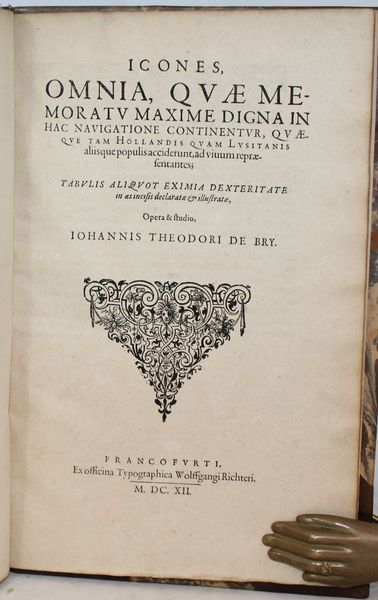 ICONES,
OMNIA, QVÆ ME-
MORATV MAXIME DIGNA IN
HAC NAVIGATIONE CONTINENTVR, QVÆ-
QVE TAM HOLLANDIS QVAM LVSITANIS
aliisque populis acciderunt, ad viuum repræ-
ſentantes;
TABVLIS ALIQVOT EXIMIA DEXTERITATE
in æs inciſis declaratæ & illuſtratæ,
Opera & ſtudio,
IOHANNIS THEODORI DE BRY.
FRANCOFVRTI,
Ex officina Typographica Wolffgangi Richteri.
M. DC. XII.